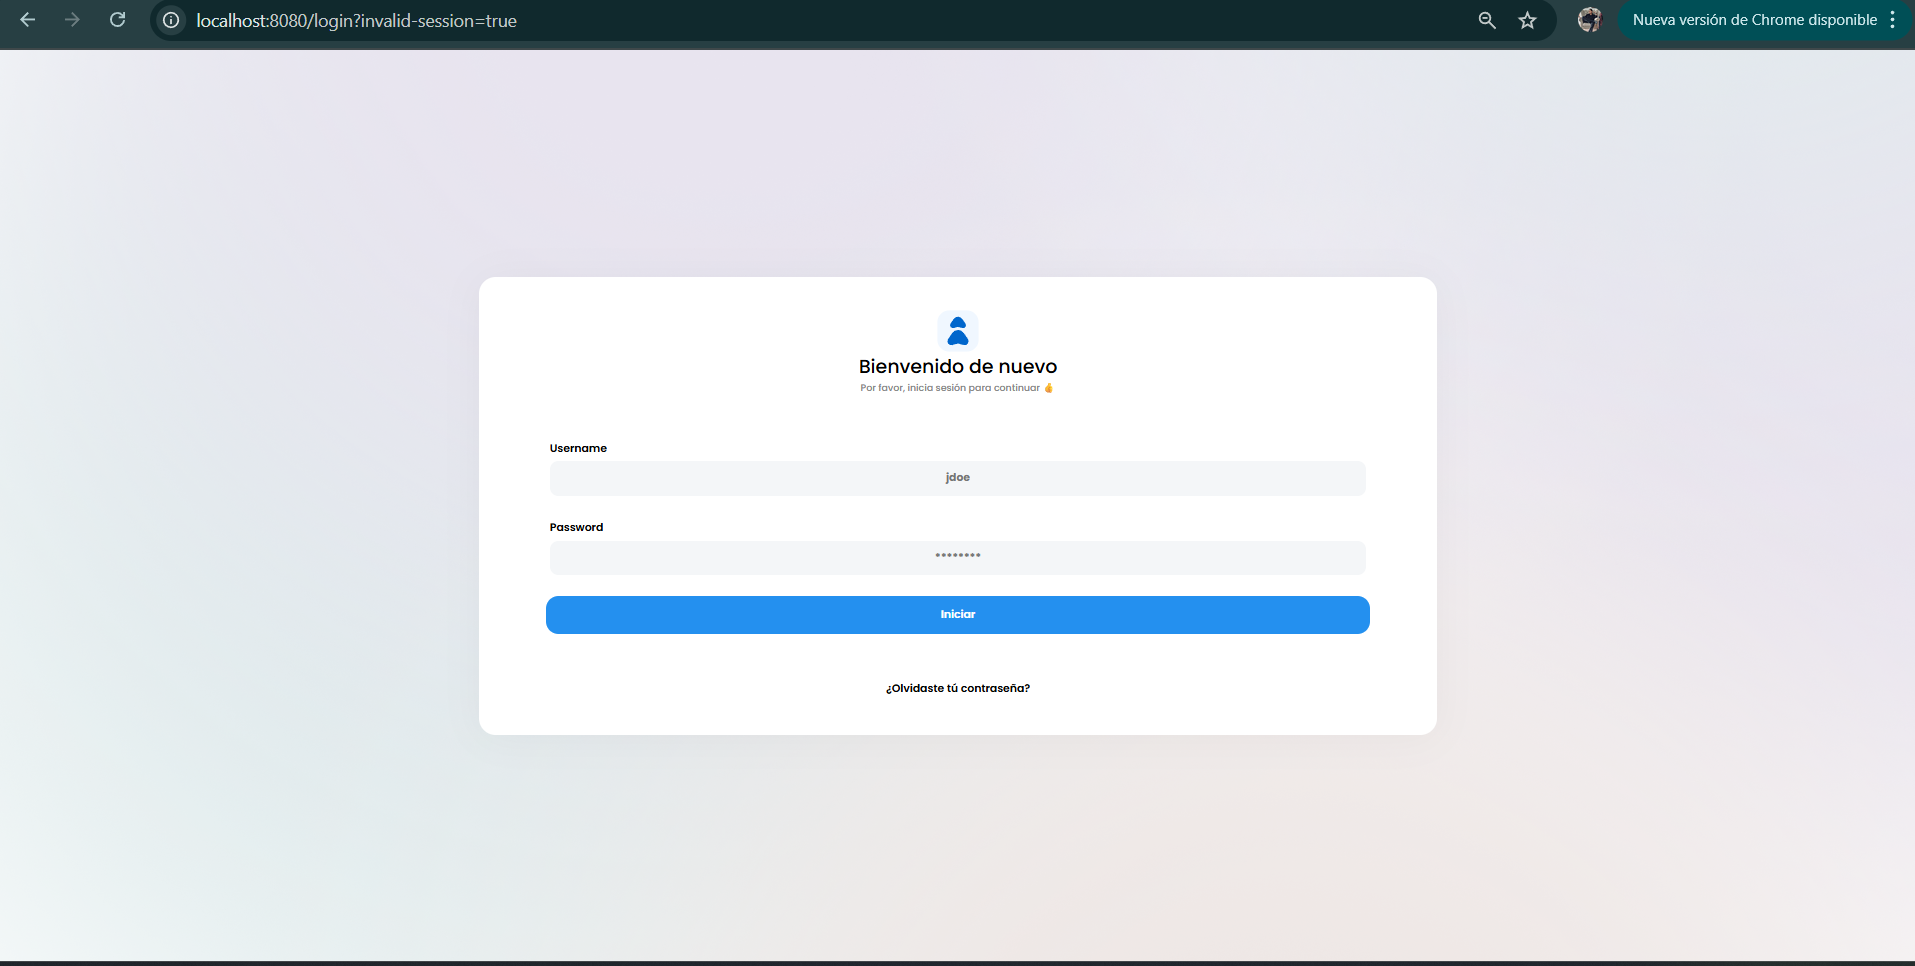 localhost:8080/login?invalid-session=true
Nueva versión de Chrome disponible
Bienvenido de nuevo
Por favor, inicia sesión para continuar 👍
Username
jdoe
Password
********
Iniciar
¿Olvidaste tú contraseña?